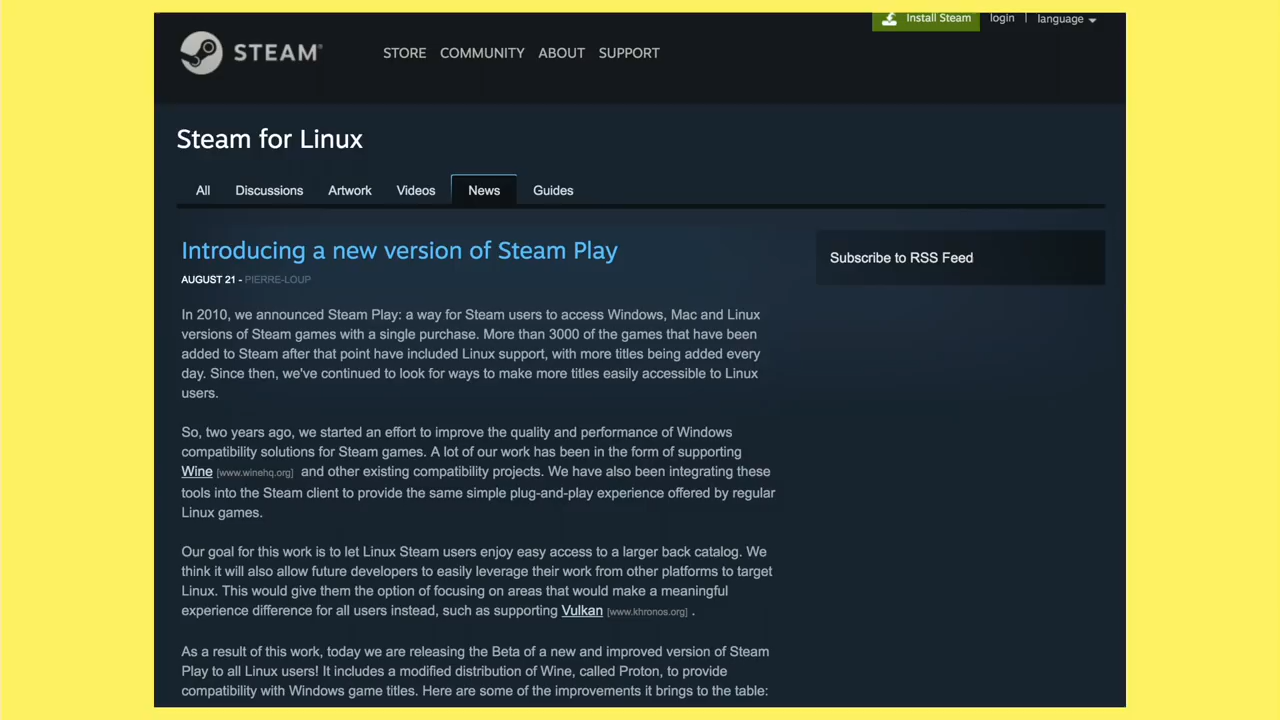 Install Steam login | language
STEAM®
STORE COMMUNITY ABOUT SUPPORT
Steam for Linux
All Discussions Artwork Videos News Guides
Introducing a new version of Steam Play
Subscribe to RSS Feed
AUGUST 21 - PIERRE-LOUP
In 2010, we announced Steam Play: a way for Steam users to access Windows, Mac and Linux
versions of Steam games with a single purchase. More than 3000 of the games that have been
added to Steam after that point have included Linux support, with more titles being added every
day. Since then, we've continued to look for ways to make more titles easily accessible to Linux
users.
So, two years ago, we started an effort to improve the quality and performance of Windows
compatibility solutions for Steam games. A lot of our work has been in the form of supporting
Wine [www.winehq.org] and other existing compatibility projects. We have also been integrating these
tools into the Steam client to provide the same simple plug-and-play experience offered by regular
Linux games.
Our goal for this work is to let Linux Steam users enjoy easy access to a larger back catalog. We
think it will also allow future developers to easily leverage their work from other platforms to target
Linux. This would give them the option of focusing on areas that would make a meaningful
experience difference for all users instead, such as supporting Vulkan [www.khronos.org] .
As a result of this work, today we are releasing the Beta of a new and improved version of Steam
Play to all Linux users! It includes a modified distribution of Wine, called Proton, to provide
compatibility with Windows game titles. Here are some of the improvements it brings to the table: